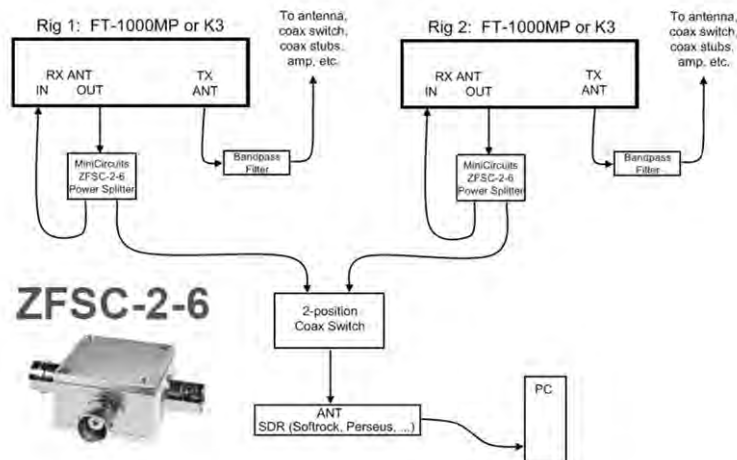 Rig 1: FT-1000MP or K3
To antenna,
coax switch,
coax stubs,
amp, etc.
RX ANT
IN OUT
TX
ANT
MiniCircuits
ZFSC-2-6
Power Splitter
Bandpass
Filter
Rig 2: FT-1000MP or K3
To antenna,
coax switch,
coax stubs,
amp, etc.
RX ANT
IN OUT
TX
ANT
MiniCircuits
ZFSC-2-6
Power Splitter
Bandpass
Filter
ZFSC-2-6
2-position
Coax Switch
ANT
SDR (Softrock, Perseus, ...)
PC